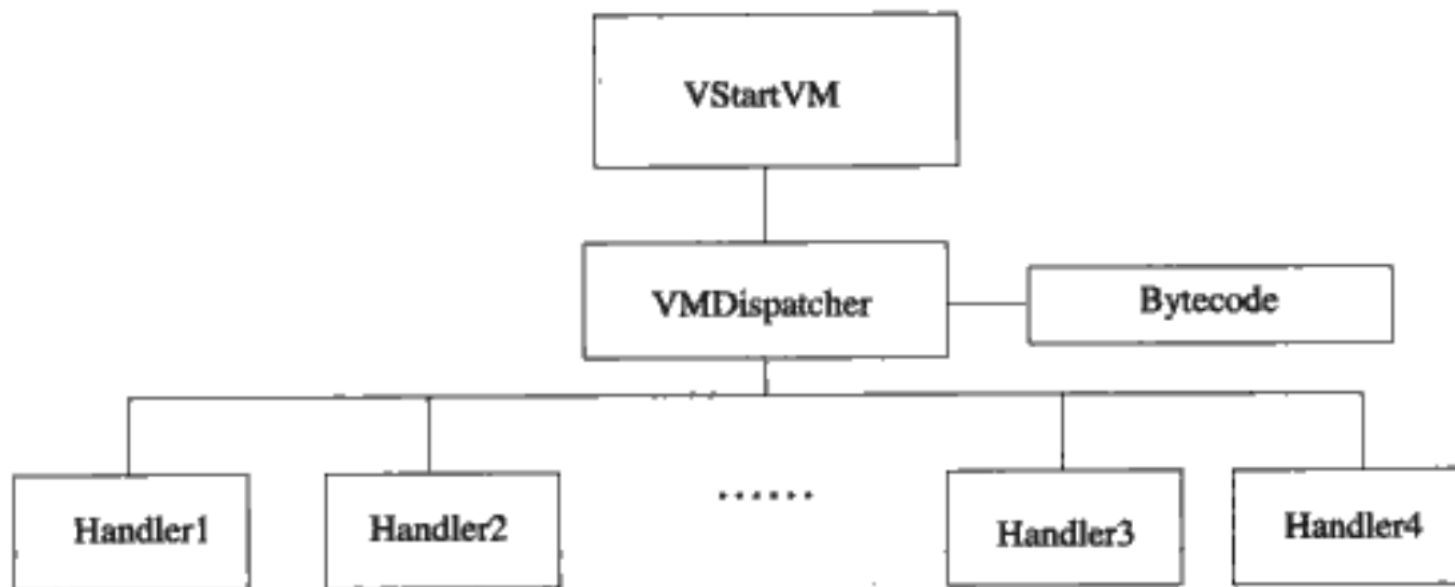 VStartVM
VMDispatcher
Bytecode
Handler1
Handler2
......
Handler3
Handler4